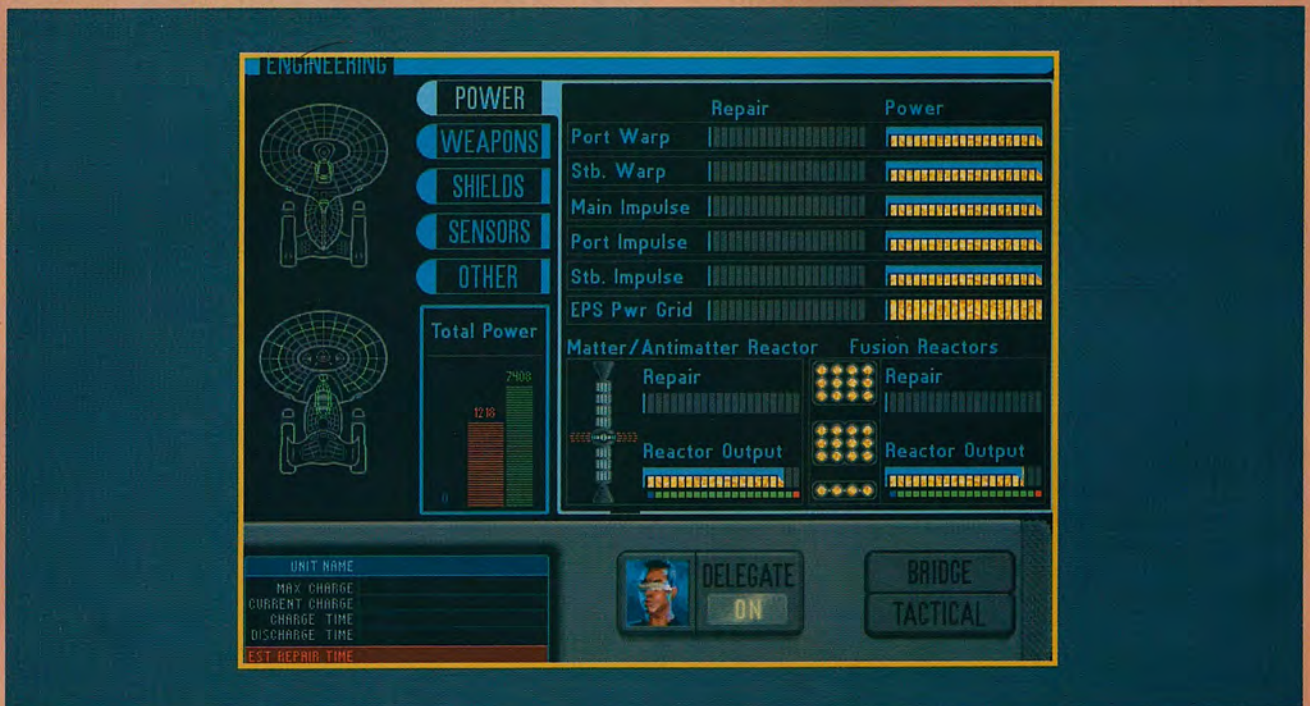 ENGINEERING
POWER
WEAPONS
SHIELDS
SENSORS
OTHER
Repair Power
Port Warp
Stb. Warp
Main Impulse
Port Impulse
Stb. Impulse
EPS Pwr Grid
Total Power
7408
1218
0
Matter/Antimatter Reactor Fusion Reactors
Repair Repair
Reactor Output Reactor Output
UNIT NAME
MAX CHARGE
CURRENT CHARGE
CHARGE TIME
DISCHARGE TIME
EST REPAIR TIME
DELEGATE
ON
BRIDGE
TACTICAL